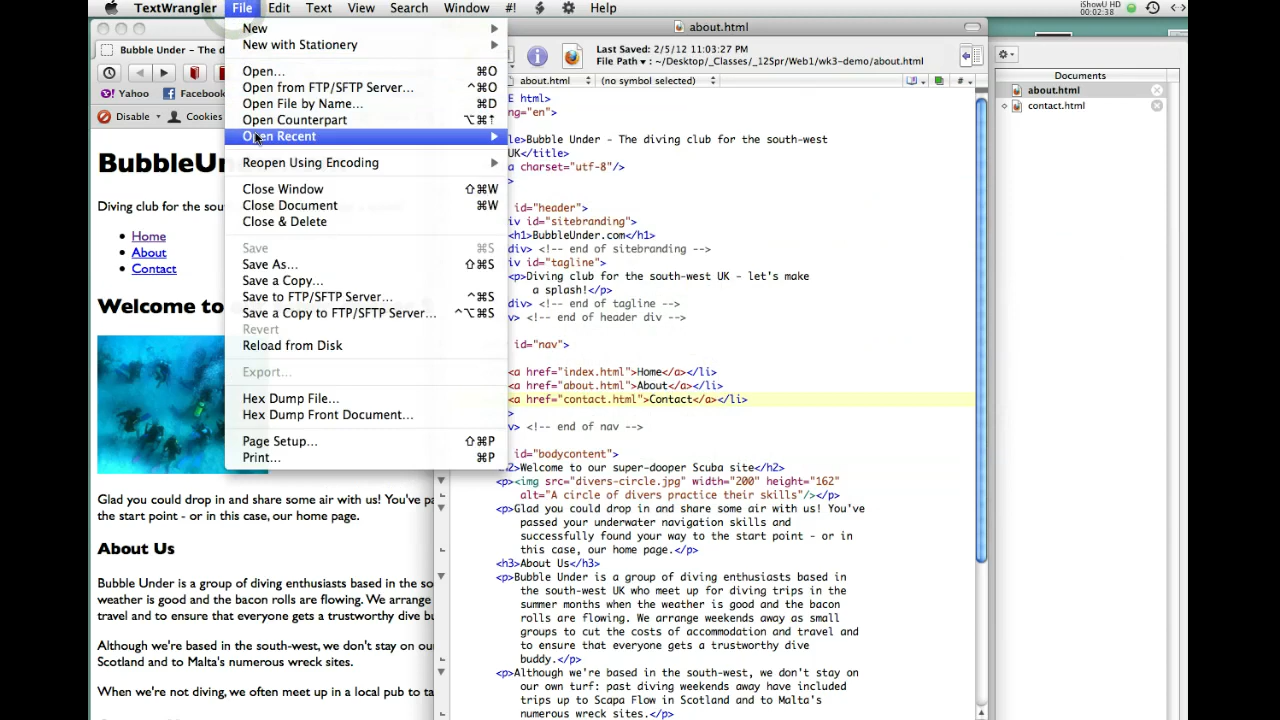 TextWrangler File Edit Text View Search Window #! Help
iShowU HD
00:02:38
New
New with Stationery
Open... ⌘O
Open from FTP/SFTP Server... ^⌘O
Open File by Name... ⌘D
Open Counterpart ⌥⌘↑
Open Recent
Reopen Using Encoding
Close Window ⇧⌘W
Close Document ⌘W
Close & Delete
Save ⌘S
Save As... ⇧⌘S
Save a Copy...
Save to FTP/SFTP Server... ^⌘S
Save a Copy to FTP/SFTP Server... ^⌥⌘S
Revert
Reload from Disk
Export...
Hex Dump File...
Hex Dump Front Document...
Page Setup... ⇧⌘P
Print... ⌘P
Bubble Under - The d
Yahoo Facebook
Disable Cookies
BubbleU
Diving club for the sou
Home
About
Contact
Welcome to
Glad you could drop in and share some air with us! You've pa
the start point - or in this case, our home page.
About Us
Bubble Under is a group of diving enthusiasts based in the so
weather is good and the bacon rolls are flowing. We arrange
travel and to ensure that everyone gets a trustworthy dive bu
Although we're based in the south-west, we don't stay on ou
Scotland and to Malta's numerous wreck sites.
When we're not diving, we often meet up in a local pub to ta
about.html
Last Saved: 2/5/12 11:03:27 PM
File Path ▾: ~/Desktop/_Classes/_12Spr/Web1/wk3-demo/about.html
about.html (no symbol selected) #
E html>
ng="en">
le>Bubble Under - The diving club for the south-west
UK</title>
a charset="utf-8"/>
>
id="header">
iv id="sitebranding">
<h1>BubbleUnder.com</h1>
div> <!-- end of sitebranding -->
iv id="tagline">
<p>Diving club for the south-west UK - let's make
a splash!</p>
div> <!-- end of tagline -->
v> <!-- end of header div -->
id="nav">
<a href="index.html">Home</a></li>
<a href="about.html">About</a></li>
<a href="contact.html">Contact</a></li>
>
v> <!-- end of nav -->
id="bodycontent">
h2>Welcome to our super-dooper Scuba site</h2>
<p><img src="divers-circle.jpg" width="200" height="162"
alt="A circle of divers practice their skills"/></p>
<p>Glad you could drop in and share some air with us! You've
passed your underwater navigation skills and
successfully found your way to the start point - or in
this case, our home page.</p>
<h3>About Us</h3>
<p>Bubble Under is a group of diving enthusiasts based in
the south-west UK who meet up for diving trips in the
summer months when the weather is good and the bacon
rolls are flowing. We arrange weekends away as small
groups to cut the costs of accommodation and travel and
to ensure that everyone gets a trustworthy dive
buddy.</p>
<p>Although we're based in the south-west, we don't stay on
our own turf: past diving weekends away have included
trips up to Scapa Flow in Scotland and to Malta's
numerous wreck sites.</p>
Documents
about.html
contact.html